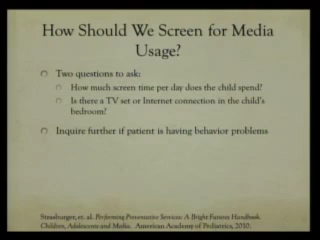 How Should We Screen for Media
Usage?
Two questions to ask:
How much screen time per day does the child spend?
Is there a TV set or Internet connection in the child's
bedroom?
Inquire further if patient is having behavior problems
Strasburger, et. al. Performing Preventative Services: A Bright Futures Handbook.
Children, Adolescents and Media. American Academy of Pediatrics, 2010.